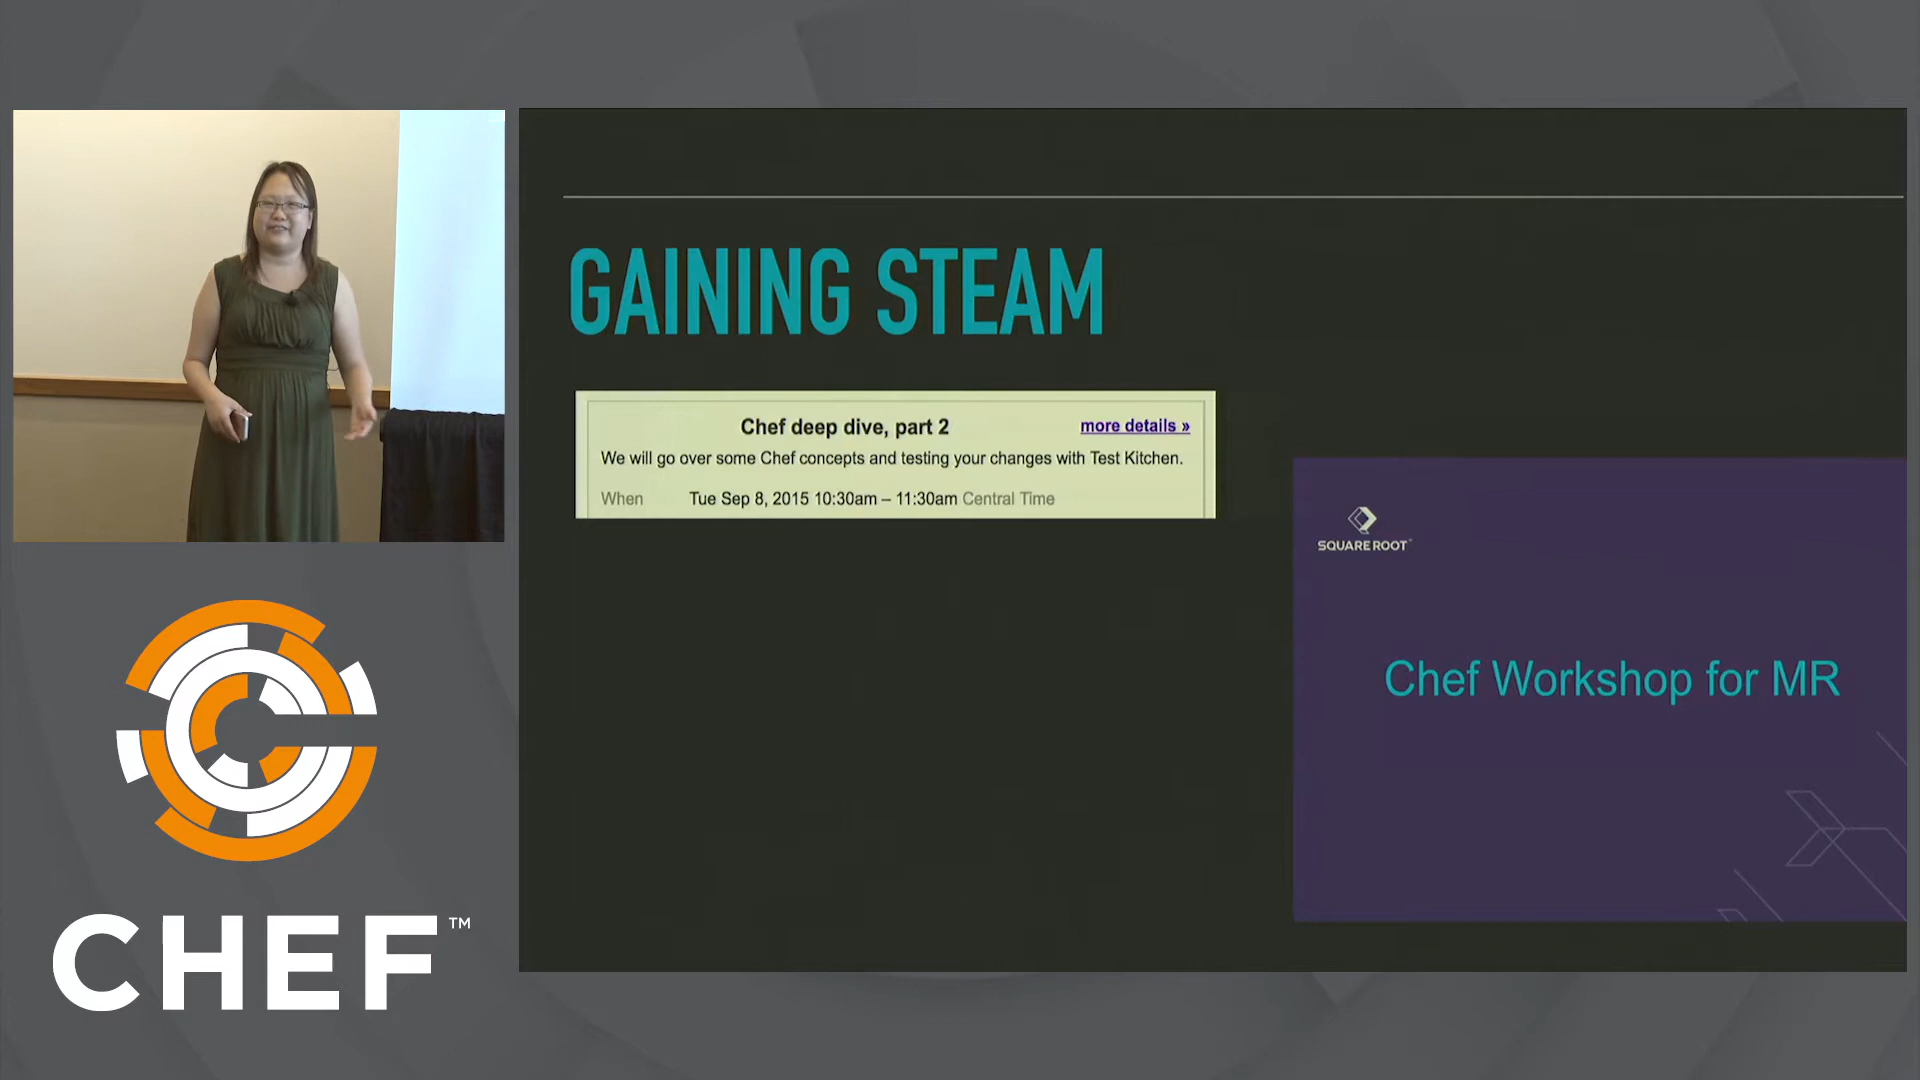 GAINING STEAM
Chef deep dive, part 2
more details »
We will go over some Chef concepts and testing your changes with Test Kitchen.
When Tue Sep 8, 2015 10:30am – 11:30am Central Time
SQUARE ROOT
Chef Workshop for MR
CHEF™